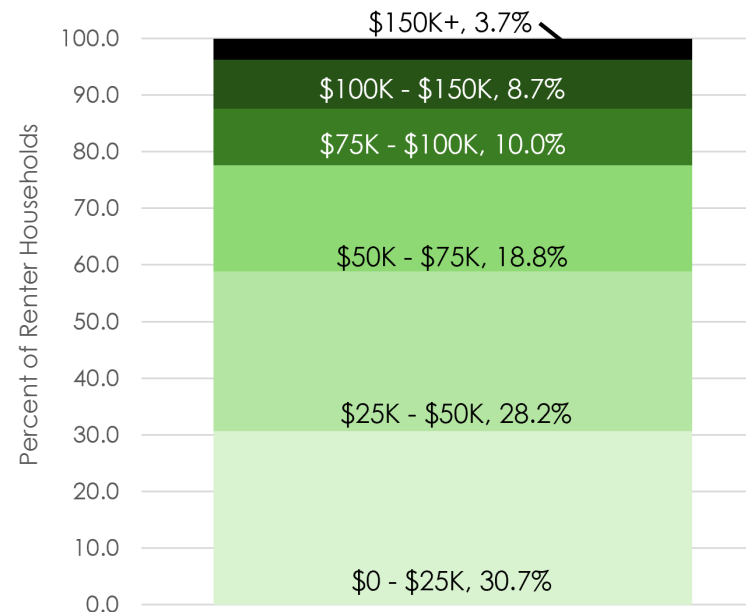 $150K+, 3.7%
100.0
$100K - $150K, 8.7%
90.0
$75K - $100K, 10.0%
80.0
70.0
$50K - $75K, 18.8%
60.0
50.0
40.0
$25K - $50K, 28.2%
30.0
20.0
10.0
$0 - $25K, 30.7%
0.0
Percent of Renter Households